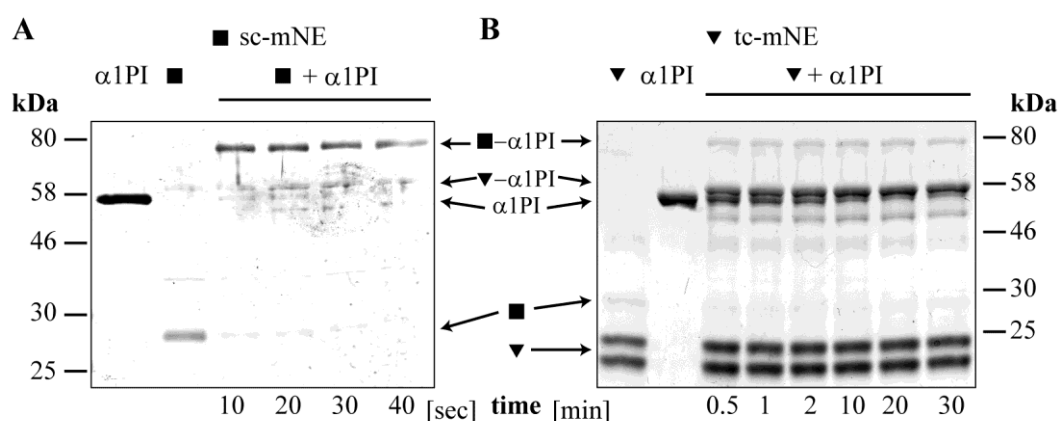 A
■ sc-mNE
α1PI ■ ■ + α1PI
kDa
80
58
46
30
25
10 20 30 40 [sec]
■–α1PI
▼–α1PI
α1PI
■
▼
time
B
▼ tc-mNE
▼ α1PI ▼ + α1PI
kDa
80
58
46
30
25
[min] 0.5 1 2 10 20 30